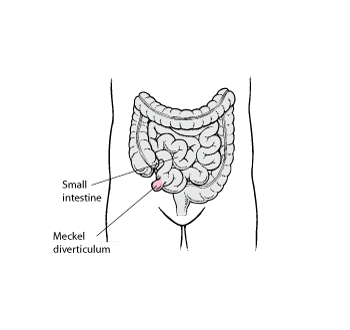 Small
intestine
Meckel
diverticulum